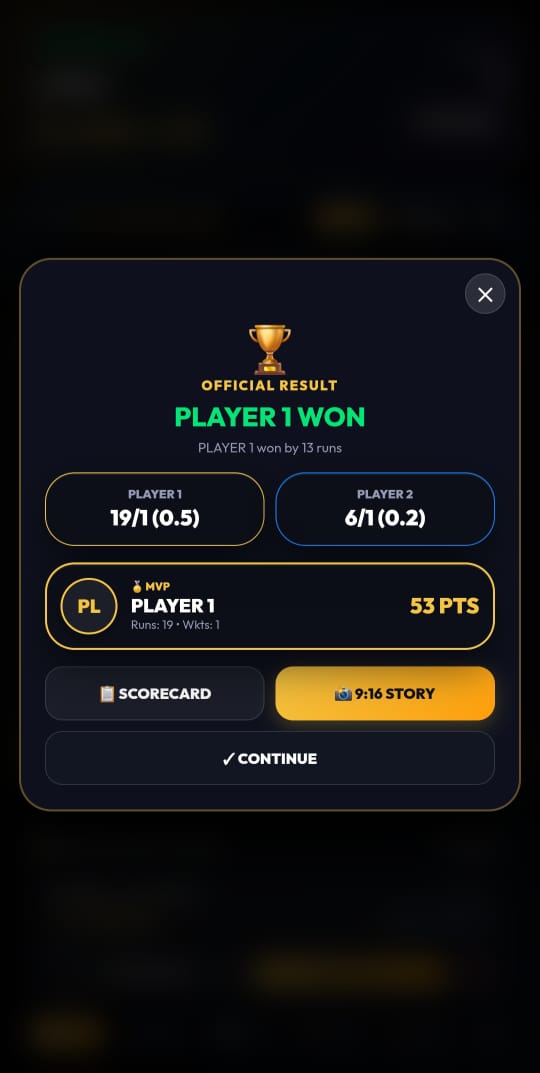 OFFICIAL RESULT
PLAYER 1 WON
PLAYER 1 won by 13 runs
PLAYER 1
19/1 (0.5)
PLAYER 2
6/1 (0.2)
PL
🏅 MVP
PLAYER 1
Runs: 19 • Wkts: 1
53 PTS
📋 SCORECARD
📸 9:16 STORY
✓ CONTINUE